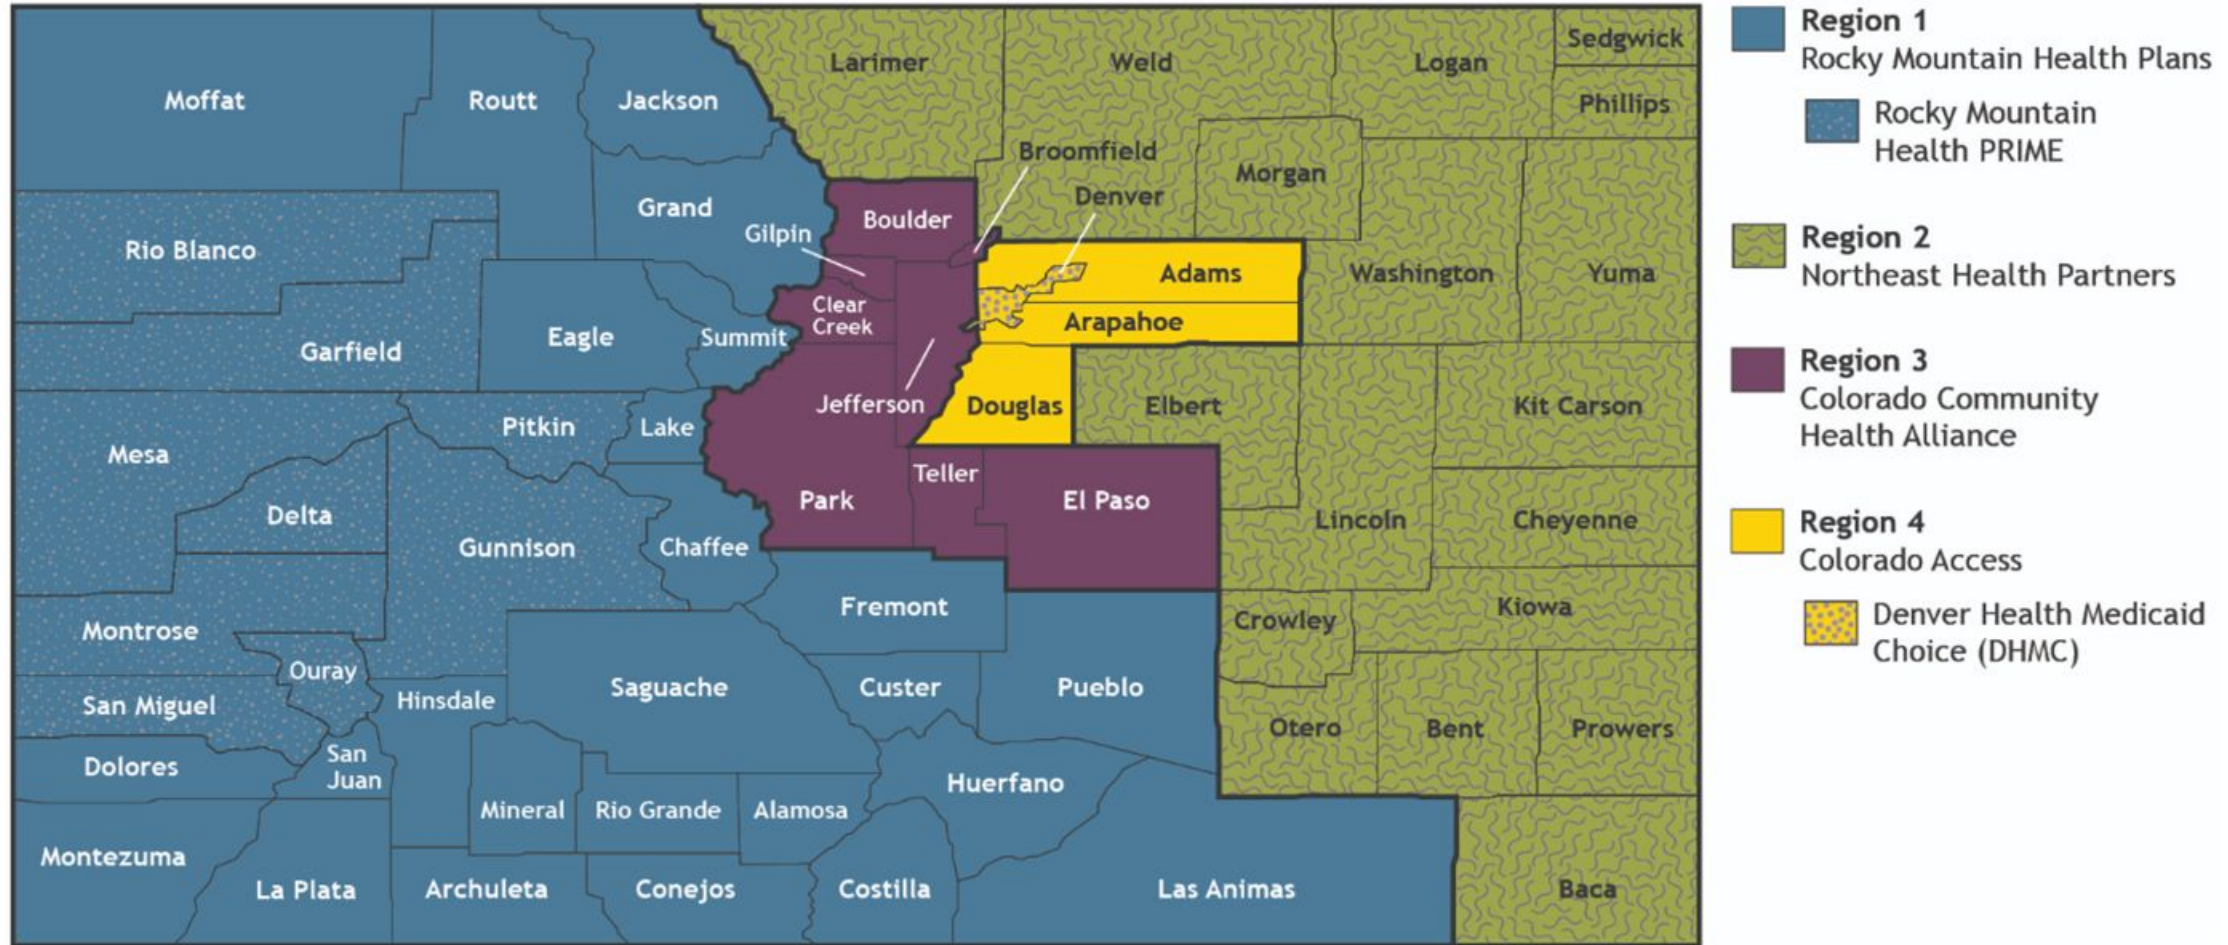 Moffat
Routt
Jackson
Larimer
Weld
Logan
Sedgwick
Phillips
Rio Blanco
Grand
Gilpin
Boulder
Broomfield
Denver
Morgan
Washington
Yuma
Garfield
Eagle
Summit
Clear
Creek
Adams
Arapahoe
Mesa
Pitkin
Lake
Jefferson
Douglas
Elbert
Kit Carson
Delta
Gunnison
Chaffee
Park
Teller
El Paso
Lincoln
Cheyenne
Montrose
Ouray
Fremont
Crowley
Kiowa
San Miguel
Hinsdale
Saguache
Custer
Pueblo
Otero
Bent
Prowers
Dolores
San
Juan
Mineral
Rio Grande
Alamosa
Huerfano
Montezuma
La Plata
Archuleta
Conejos
Costilla
Las Animas
Baca
Region 1
Rocky Mountain Health Plans
Rocky Mountain
Health PRIME
Region 2
Northeast Health Partners
Region 3
Colorado Community
Health Alliance
Region 4
Colorado Access
Denver Health Medicaid
Choice (DHMC)